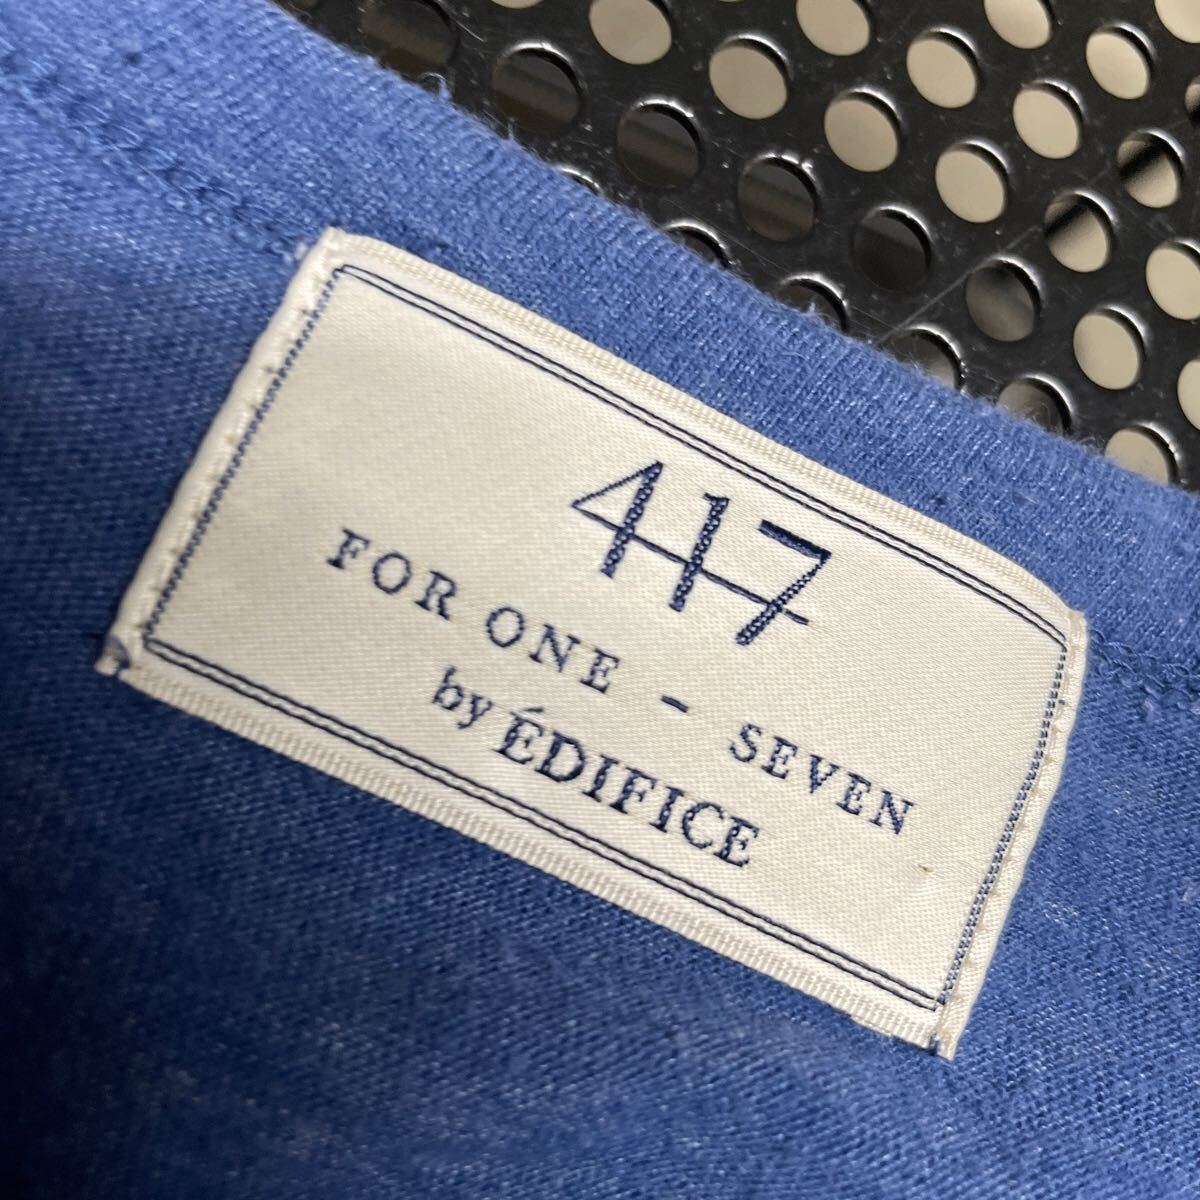 417
FOR ONE - SEVEN
by ÉDIFICE